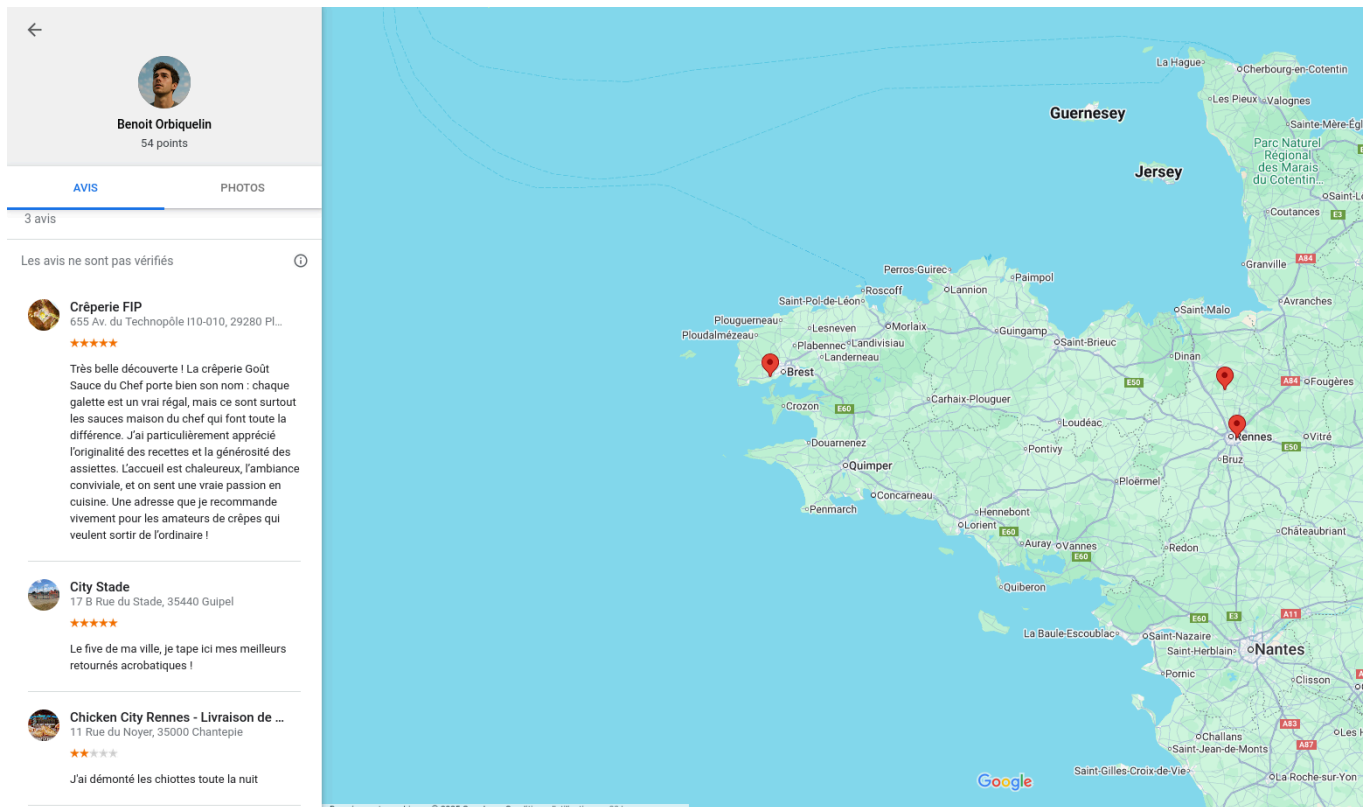 Benoit Orbiquelin
54 points
AVIS
PHOTOS
3 avis
Les avis ne sont pas vérifiés
Crêperie FIP
655 Av. du Technopôle I10-010, 29280 Pl...
Très belle découverte ! La crêperie Goût
Sauce du Chef porte bien son nom : chaque
galette est un vrai régal, mais ce sont surtout
les sauces maison du chef qui font toute la
différence. J'ai particulièrement apprécié
l'originalité des recettes et la générosité des
assiettes. L'accueil est chaleureux, l'ambiance
conviviale, et on sent une vraie passion en
cuisine. Une adresse que je recommande
vivement pour les amateurs de crêpes qui
veulent sortir de l'ordinaire !
City Stade
17 B Rue du Stade, 35440 Guipel
Le five de ma ville, je tape ici mes meilleurs
retournés acrobatiques !
Chicken City Rennes - Livraison de ...
11 Rue du Noyer, 35000 Chantepie
J'ai démonté les chiottes toute la nuit
La Hague
Cherbourg-en-Cotentin
Les Pieux
Valognes
Guernesey
Sainte-Mère-Égl
Parc Naturel
Régional
des Marais
du Cotentin...
Jersey
Saint-L
Coutances
E3
Granville
A84
Perros-Guirec
Paimpol
Roscoff
Lannion
Saint-Pol-de-Léon
Avranches
Saint-Malo
Plouguerneau
Lesneven
Morlaix
Guingamp
Ploudalmézeau
Plabennec
Landivisiau
Saint-Brieuc
Landerneau
Dinan
Brest
E50
A84
Fougères
Crozon
E60
Carhaix-Plouguer
Loudéac
Rennes
Vitré
Douarnenez
Pontivy
E50
Bruz
Quimper
Ploërmel
Concarneau
Penmarch
Hennebont
Lorient
E60
Châteaubriant
Auray
Vannes
Redon
E60
Quiberon
A11
E60
E3
La Baule-Escoublac
Saint-Nazaire
Saint-Herblain
Nantes
Pornic
Clisson
A83
Challans
Les H
Saint-Jean-de-Monts
A87
Saint-Gilles-Croix-de-Vie
La Roche-sur-Yon
Google